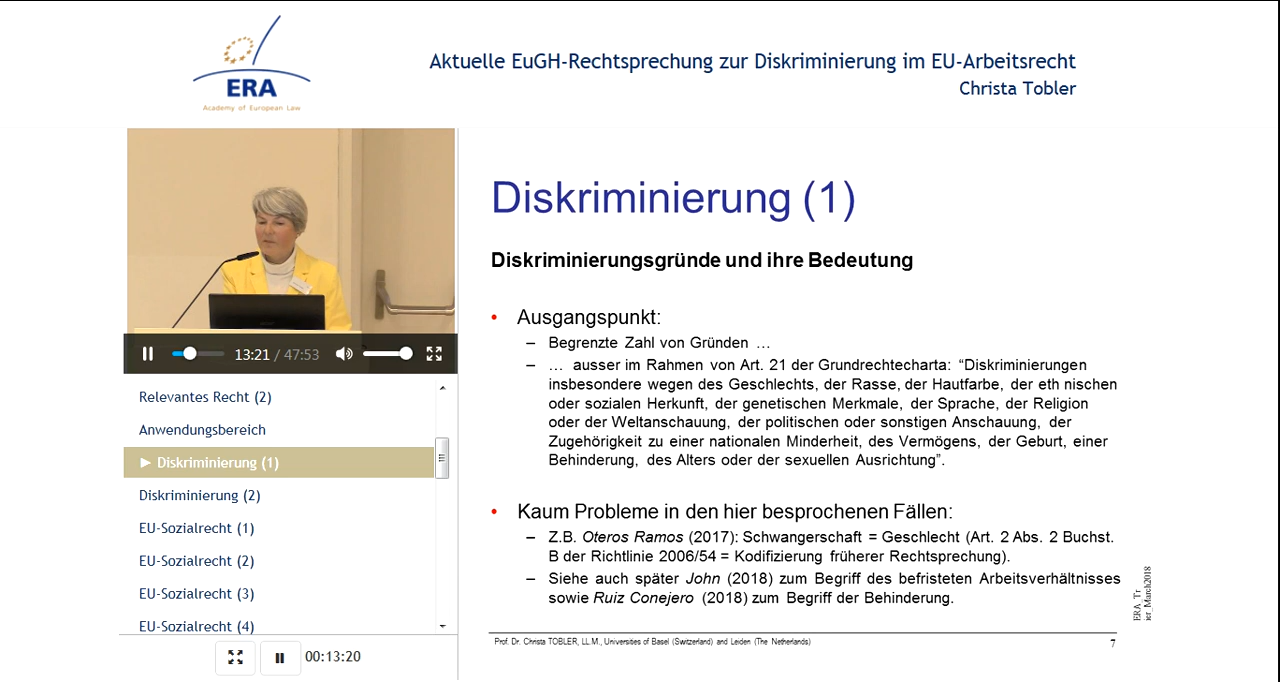 ERA
Academy of European Law
Aktuelle EuGH-Rechtsprechung zur Diskriminierung im EU-Arbeitsrecht
Christa Tobler
13:21 / 47:53
Relevantes Recht (2)
Anwendungsbereich
► Diskriminierung (1)
Diskriminierung (2)
EU-Sozialrecht (1)
EU-Sozialrecht (2)
EU-Sozialrecht (3)
EU-Sozialrecht (4)
00:13:20
Diskriminierung (1)
Diskriminierungsgründe und ihre Bedeutung
• Ausgangspunkt:
– Begrenzte Zahl von Gründen …
– … ausser im Rahmen von Art. 21 der Grundrechtecharta: “Diskriminierungen
insbesondere wegen des Geschlechts, der Rasse, der Hautfarbe, der eth nischen
oder sozialen Herkunft, der genetischen Merkmale, der Sprache, der Religion
oder der Weltanschauung, der politischen oder sonstigen Anschauung, der
Zugehörigkeit zu einer nationalen Minderheit, des Vermögens, der Geburt, einer
Behinderung, des Alters oder der sexuellen Ausrichtung”.
• Kaum Probleme in den hier besprochenen Fällen:
– Z.B. Oteros Ramos (2017): Schwangerschaft = Geschlecht (Art. 2 Abs. 2 Buchst.
B der Richtlinie 2006/54 = Kodifizierung früherer Rechtsprechung).
– Siehe auch später John (2018) zum Begriff des befristeten Arbeitsverhältnisses
sowie Ruiz Conejero (2018) zum Begriff der Behinderung.
ERA_Tr
ier_March2018
Prof. Dr. Christa TOBLER, LL.M., Universities of Basel (Switzerland) and Leiden (The Netherlands)
7